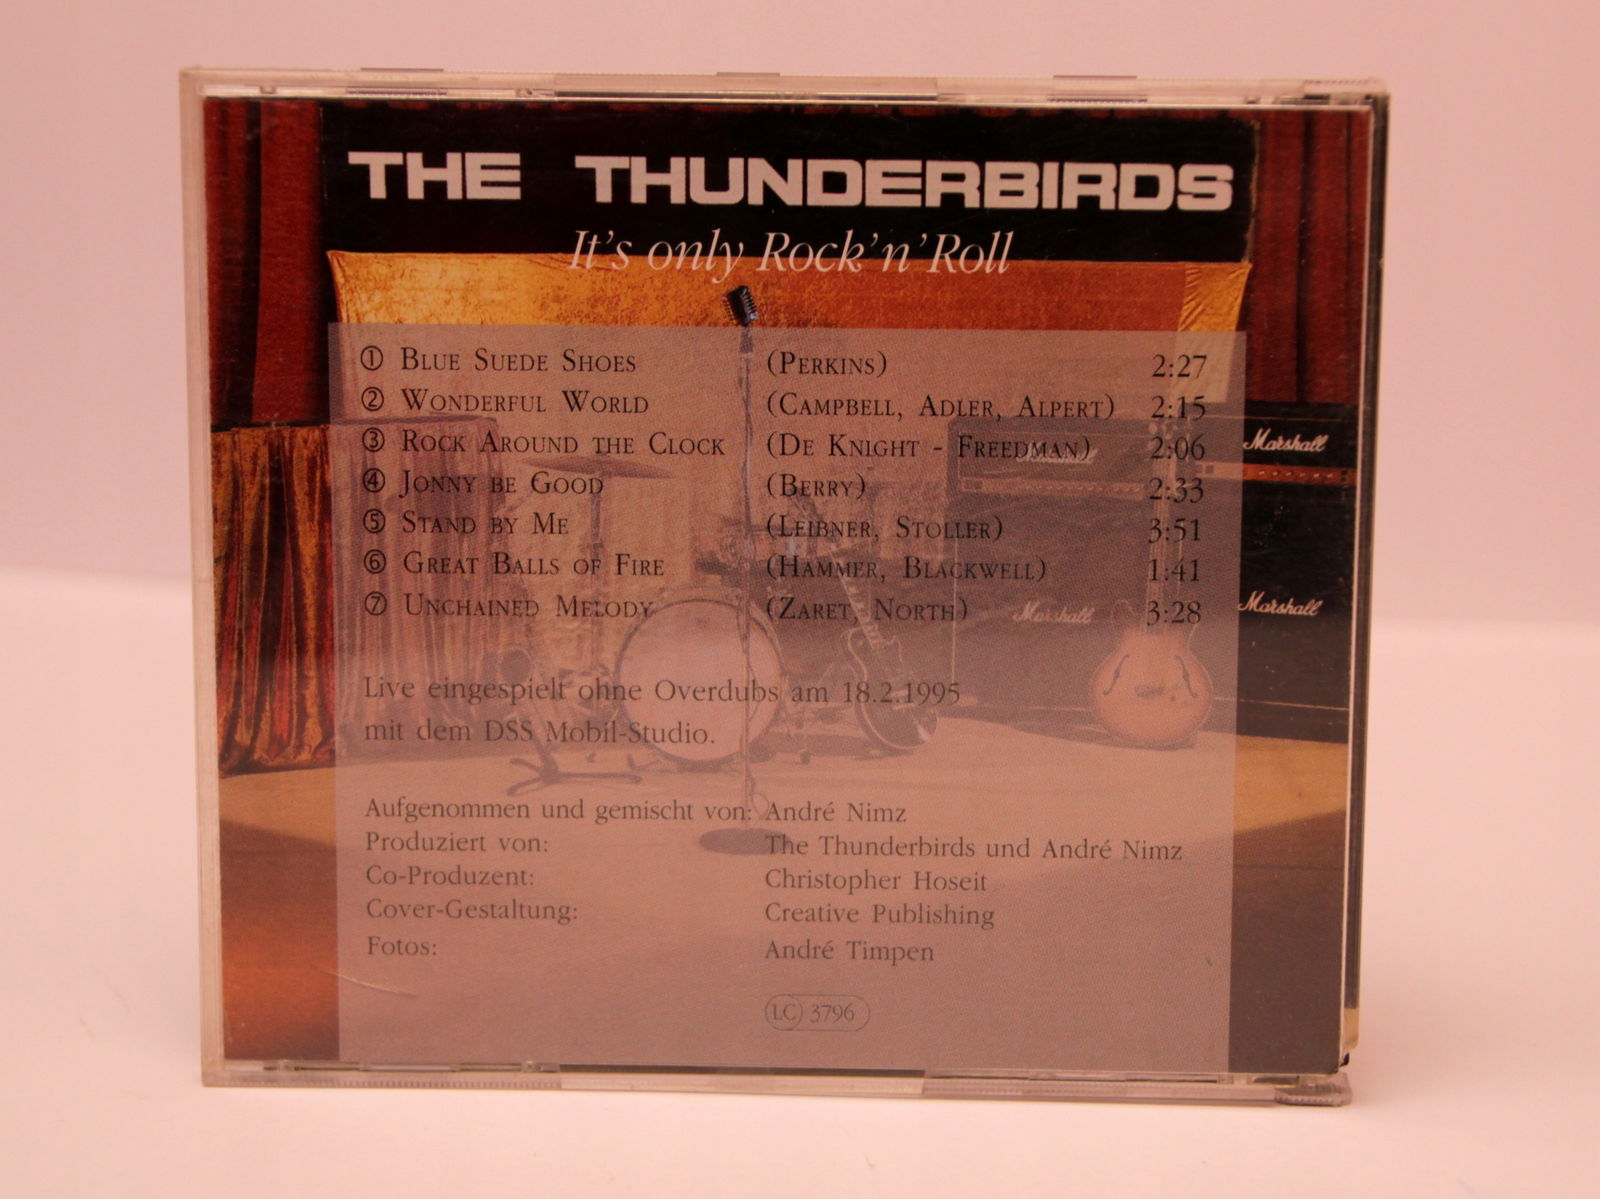 THE THUNDERBIRDS
It's only Rock'n'Roll
① BLUE SUEDE SHOES (PERKINS) 2:27
② WONDERFUL WORLD (CAMPBELL, ADLER, ALPERT) 2:15
③ ROCK AROUND THE CLOCK (DE KNIGHT - FREEDMAN) 2:06
④ JONNY BE GOOD (BERRY) 2:33
⑤ STAND BY ME (LEIBNER, STOLLER) 3:51
⑥ GREAT BALLS OF FIRE (HAMMER, BLACKWELL) 1:41
⑦ UNCHAINED MELODY (ZARET, NORTH) 3:28
Marshall
Marshall
Marshall
Marshall
Live eingespielt ohne Overdubs am 18.2.1995
mit dem DSS Mobil-Studio.
Aufgenommen und gemischt von: André Nimz
Produziert von: The Thunderbirds und André Nimz
Co-Produzent: Christopher Hoseit
Cover-Gestaltung: Creative Publishing
Fotos: André Timpen
LC 3796